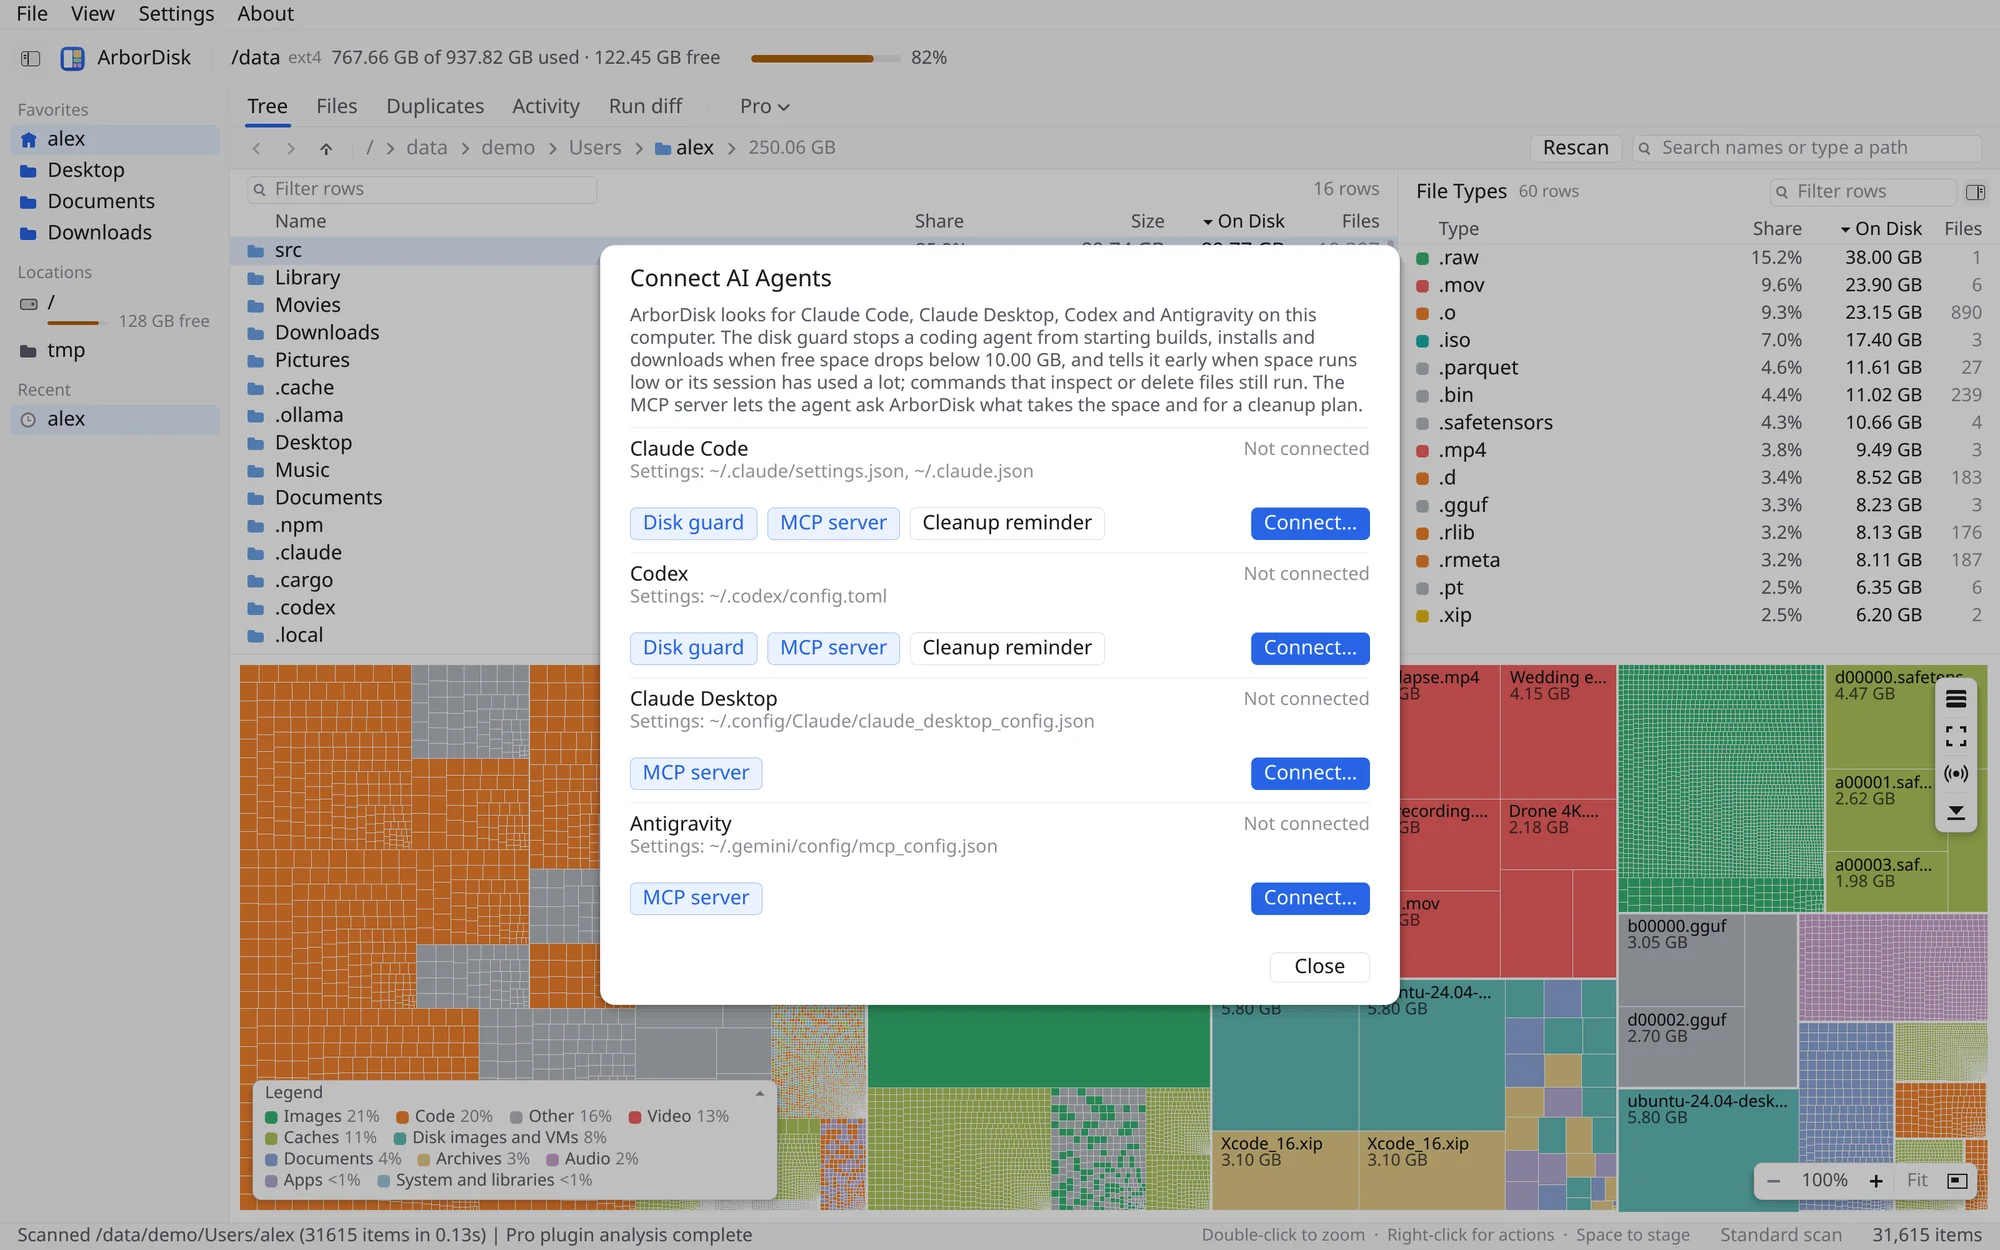 File View Settings About
ArborDisk /data ext4 767.66 GB of 937.82 GB used · 122.45 GB free 82%
Favorites
alex
Desktop
Documents
Downloads
Locations
/
128 GB free
tmp
Recent
alex
Tree Files Duplicates Activity Run diff Pro
/ data demo Users alex 250.06 GB
Rescan Search names or type a path
Filter rows 16 rows
Name Share Size On Disk Files
src
Library
Movies
Downloads
Pictures
.cache
.ollama
Desktop
Music
Documents
.npm
.claude
.cargo
.codex
.local
File Types 60 rows Filter rows
Type Share On Disk Files
.raw 15.2% 38.00 GB 1
.mov 9.6% 23.90 GB 6
.o 9.3% 23.15 GB 890
.iso 7.0% 17.40 GB 3
.parquet 4.6% 11.61 GB 27
.bin 4.4% 11.02 GB 239
.safetensors 4.3% 10.66 GB 4
.mp4 3.8% 9.49 GB 3
.d 3.4% 8.52 GB 183
.gguf 3.3% 8.23 GB 3
.rlib 3.2% 8.13 GB 176
.rmeta 3.2% 8.11 GB 187
.pt 2.5% 6.35 GB 6
.xip 2.5% 6.20 GB 2
Connect AI Agents
ArborDisk looks for Claude Code, Claude Desktop, Codex and Antigravity on this
computer. The disk guard stops a coding agent from starting builds, installs and
downloads when free space drops below 10.00 GB, and tells it early when space runs
low or its session has used a lot; commands that inspect or delete files still run. The
MCP server lets the agent ask ArborDisk what takes the space and for a cleanup plan.
Claude Code Not connected
Settings: ~/.claude/settings.json, ~/.claude.json
Disk guard MCP server Cleanup reminder Connect...
Codex Not connected
Settings: ~/.codex/config.toml
Disk guard MCP server Cleanup reminder Connect...
Claude Desktop Not connected
Settings: ~/.config/Claude/claude_desktop_config.json
MCP server Connect...
Antigravity Not connected
Settings: ~/.gemini/config/mcp_config.json
MCP server Connect...
Close
lapse.mp4
GB
Wedding e...
4.15 GB
recording....
GB
Drone 4K....
2.18 GB
.mov
GB
d00000.safetens
4.47 GB
a00001.saf...
2.62 GB
a00003.saf...
1.98 GB
b00000.gguf
3.05 GB
d00002.gguf
2.70 GB
ubuntu-24.04-desk...
5.80 GB
5.80 GB
ntu-24.04-...
5.80 GB
Xcode_16.xip
3.10 GB
Xcode_16.xip
3.10 GB
Legend
Images 21% Code 20% Other 16% Video 13%
Caches 11% Disk images and VMs 8%
Documents 4% Archives 3% Audio 2%
Apps <1% System and libraries <1%
− 100% + Fit
Scanned /data/demo/Users/alex (31615 items in 0.13s) | Pro plugin analysis complete
Double-click to zoom · Right-click for actions · Space to stage Standard scan 31,615 items